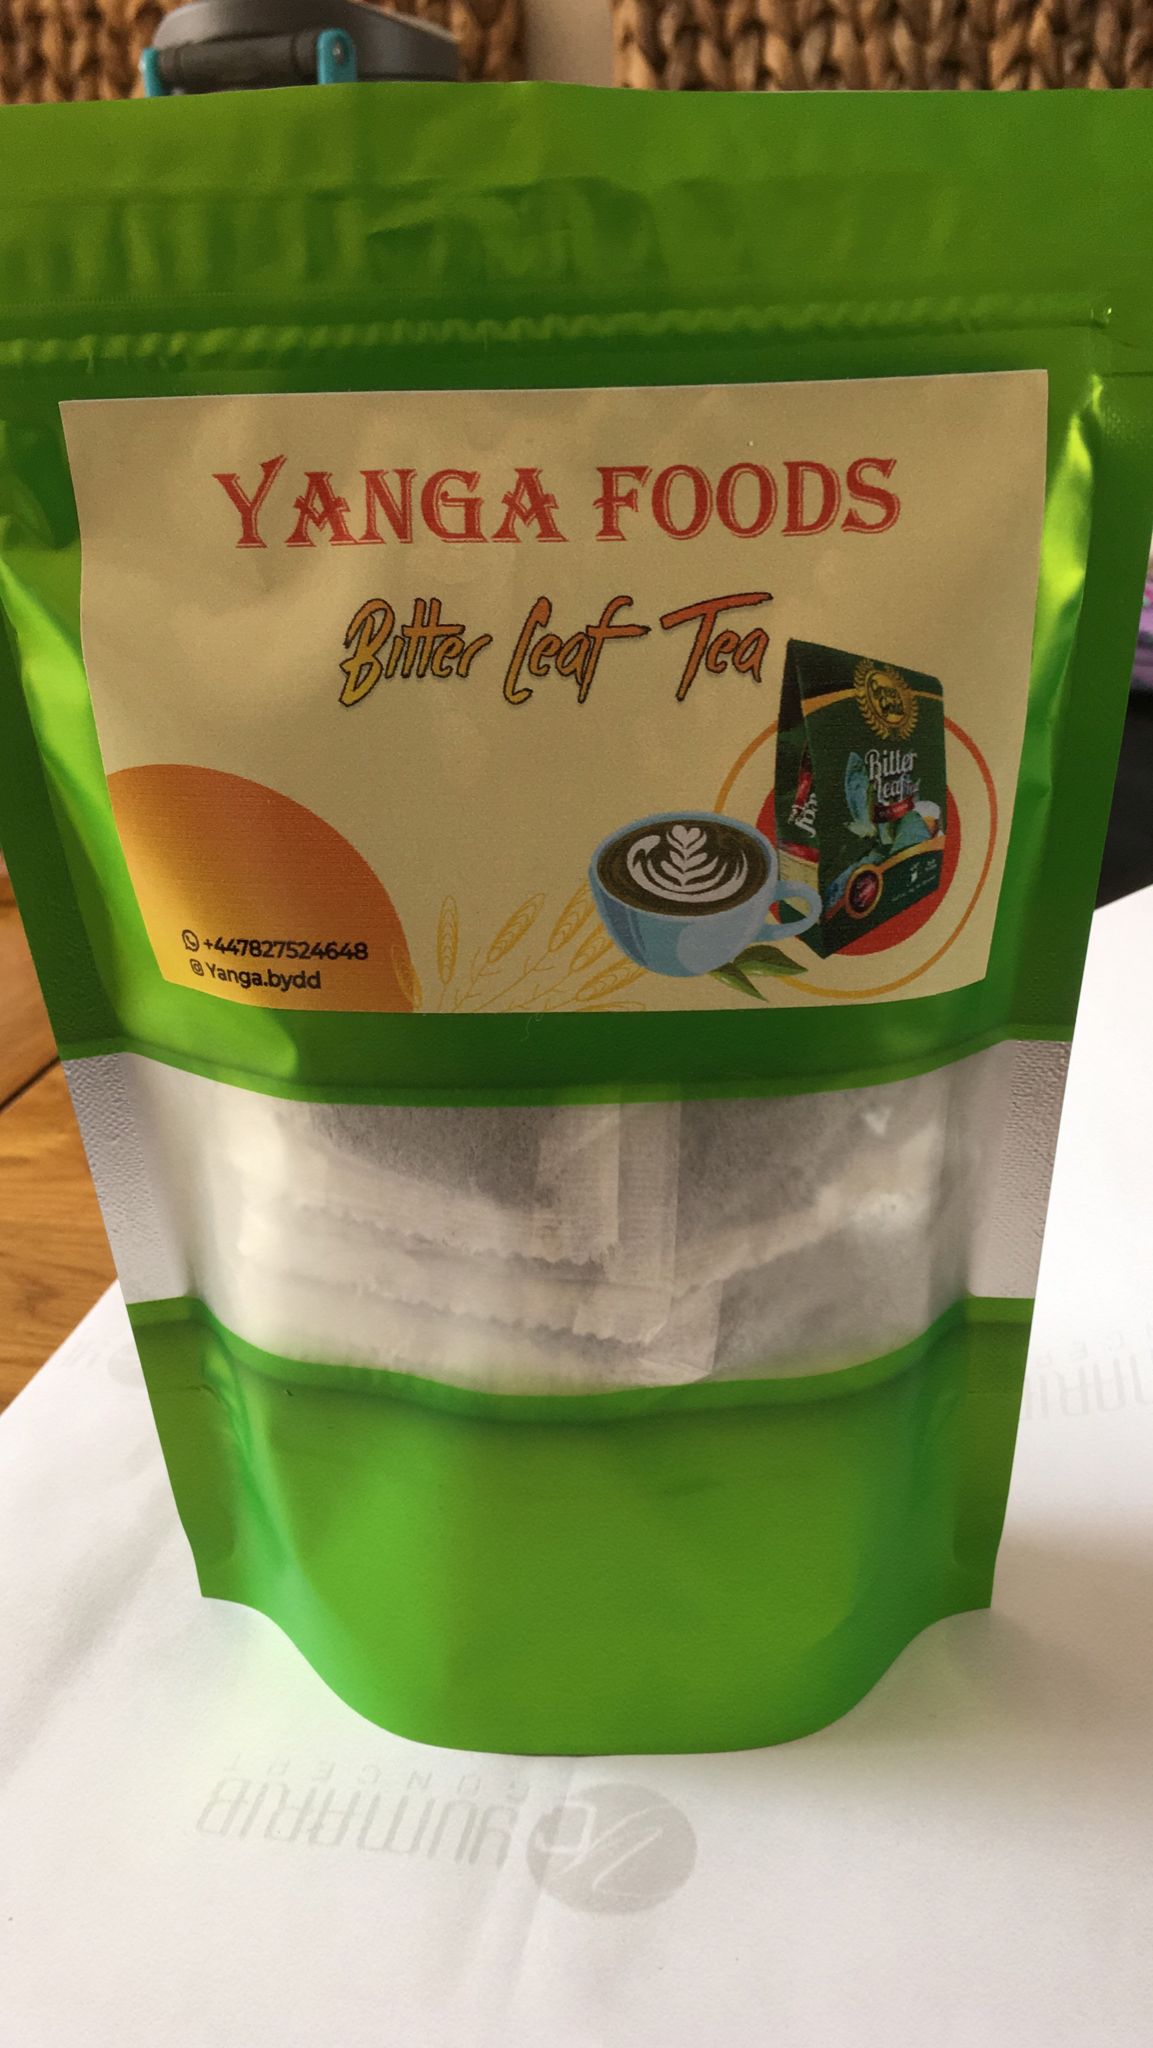 YANGA FOODS
Bitter Leaf Tea
Bitter
Leaf
+447827524648
Yanga.bydd